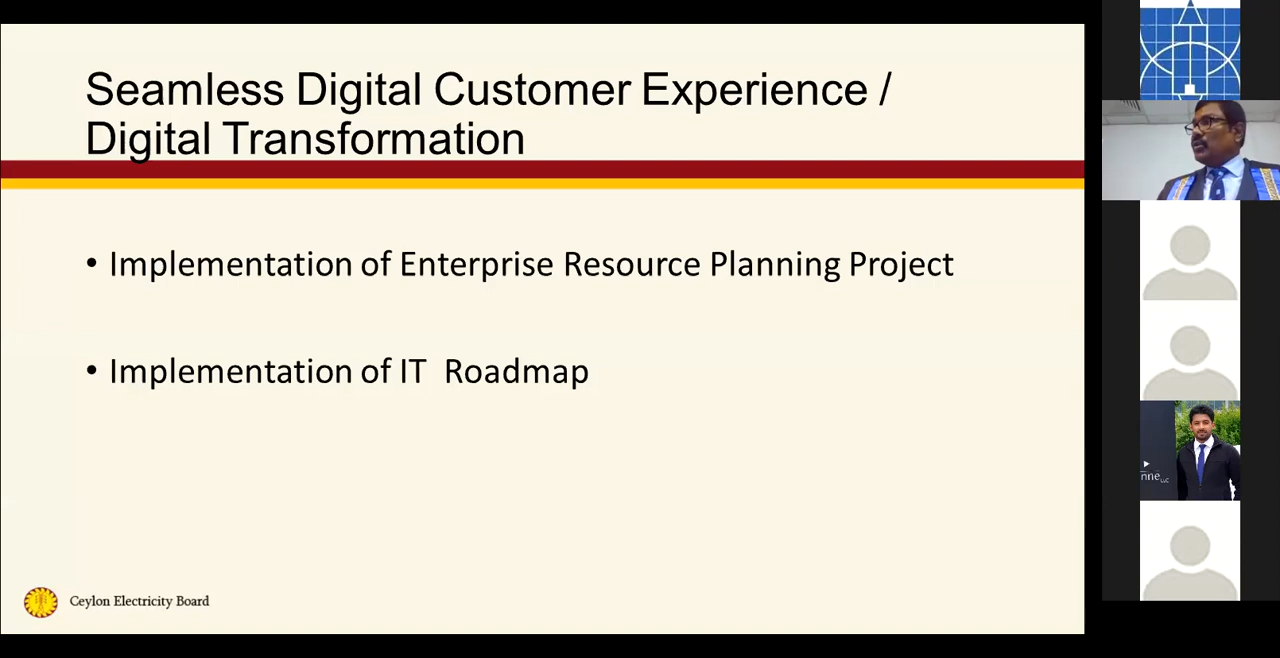 Seamless Digital Customer Experience /
Digital Transformation
• Implementation of Enterprise Resource Planning Project
• Implementation of IT  Roadmap
Ceylon Electricity Board